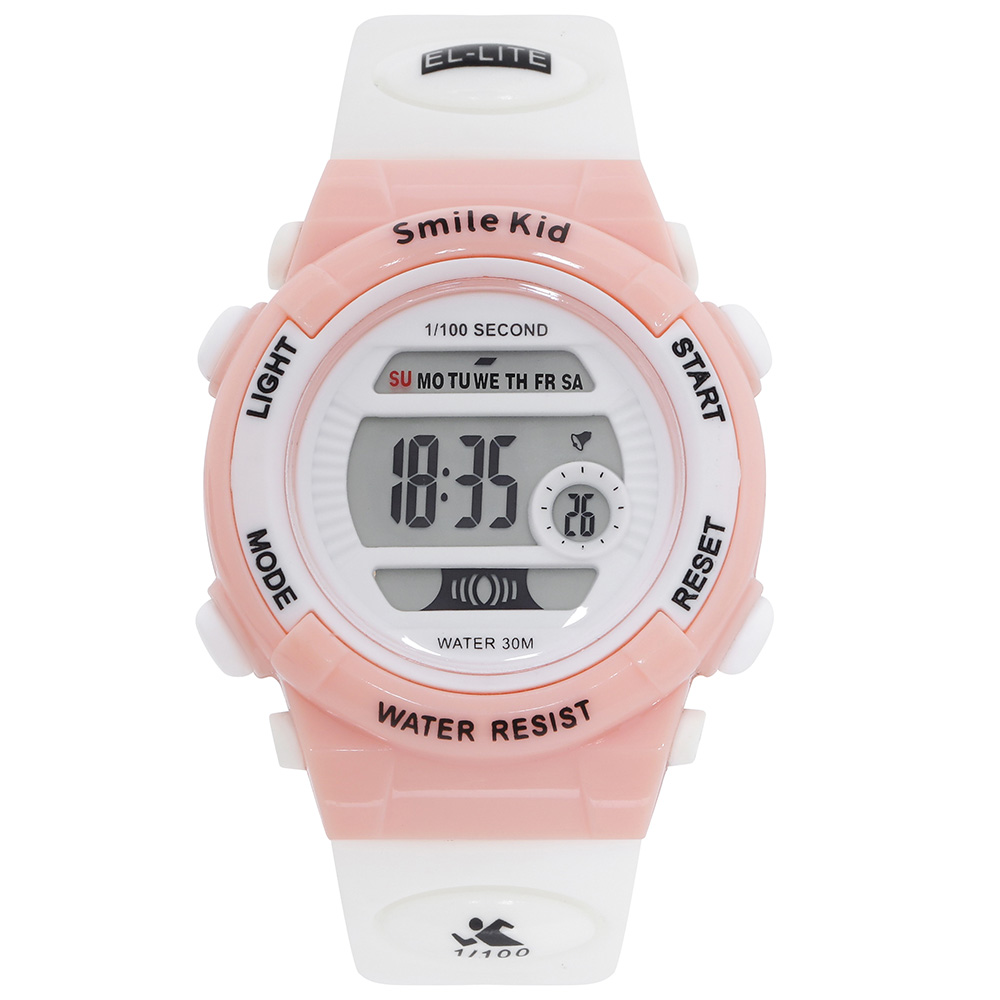 EL-LITE
Smile Kid
1/100 SECOND
SU MO TU WE TH FR SA
LIGHT
START
18:35
26
MODE
RESET
WATER 30M
WATER RESIST
1/100